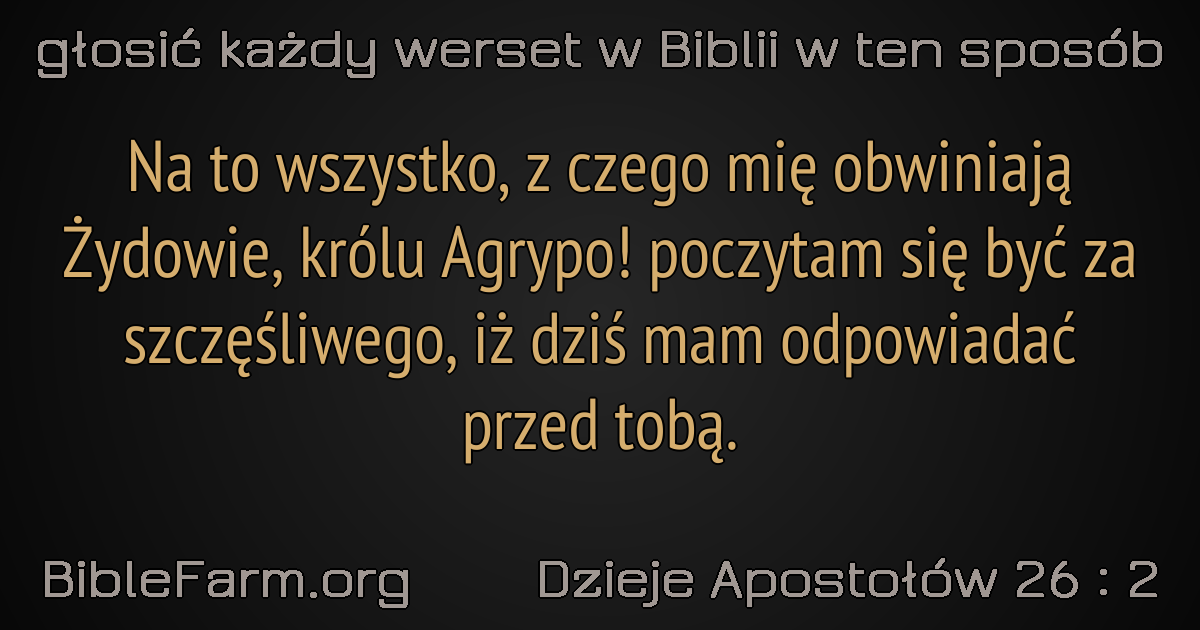 głosić każdy werset w Biblii w ten sposób
Na to wszystko, z czego mię obwiniają
Żydowie, królu Agrypo! poczytam się być za
szczęśliwego, iż dziś mam odpowiadać
przed tobą.
BibleFarm.org Dzieje Apostołów 26 : 2